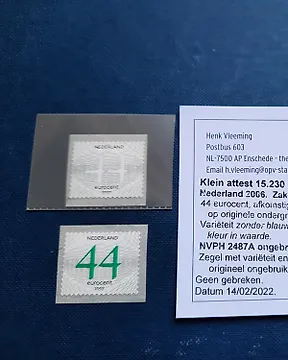 NEDERLAND
44
eurocent
NEDERLAND
44
eurocent
Henk Vleeming
Postbus 603
NL-7500 AP Enschede - the
Email h.vleeming@opv-sta
Klein attest 15.230
Nederland 2006. Zak
44 eurocent, afkomstig
op originele ondergr
Variëteit zonder blauw
kleur in waarde.
NVPH 2487A ongebr
Zegel met variëteit en
origineel ongebruik
Geen gebreken.
Datum 14/02/2022.